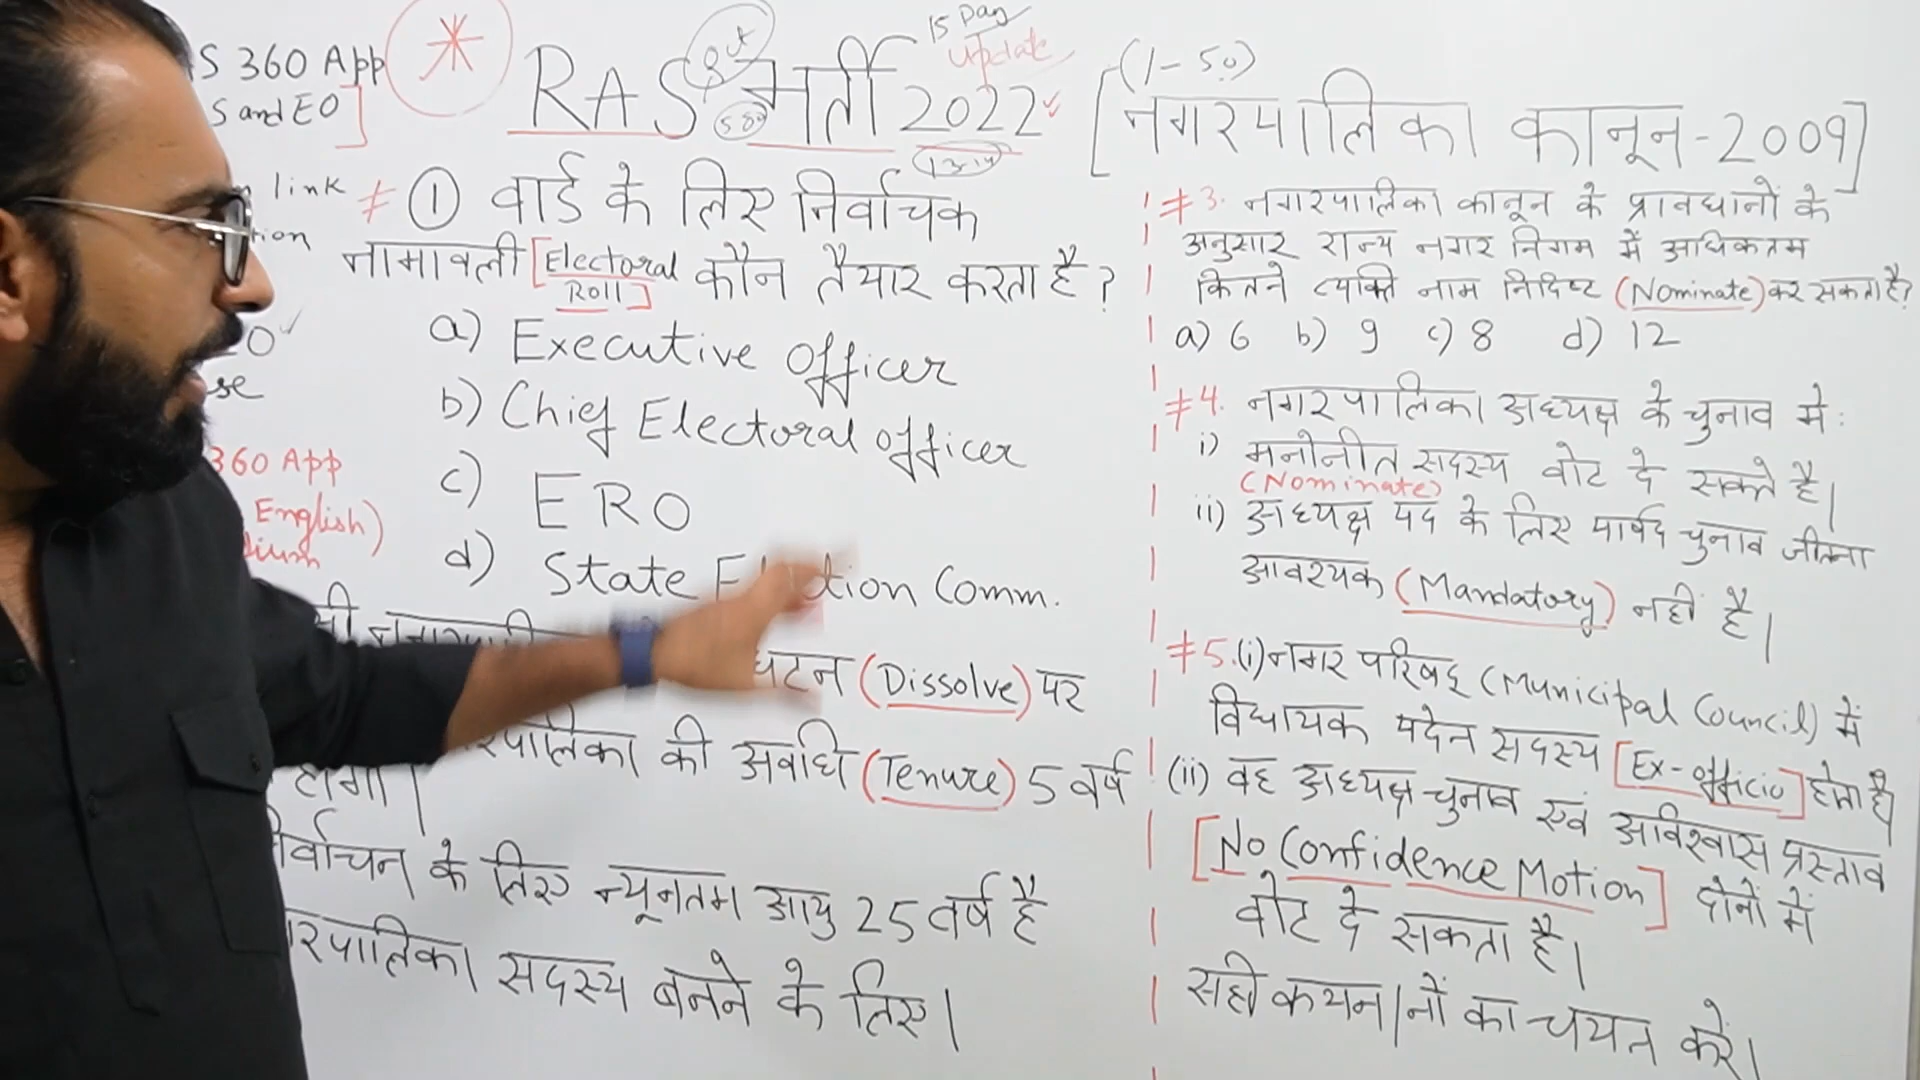 S 360 App
S and EO]
link
360 App
English)
RAS भर्ती 2022
15 Day
Update
# ① वार्ड के लिए निर्वाचक
नामावली [Electoral Roll] कौन तैयार करता है?
a) Executive Officer
b) Chief Electoral Officer
c) ERO
d) State Election Comm.
(Dissolve) पर
की अवधि (Tenure) 5 वर्ष
होगा।
के लिए न्यूनतम आयु 25 वर्ष है
सदस्य बनने के लिए।
(1-50)
[नगरपालिका कानून-2009]
#3. नगरपालिका कानून के प्रावधानों के
अनुसार राज्य नगर निगम में अधिकतम
कितने व्यक्ति नाम निर्दिष्ट (Nominate) कर सकता है?
a) 6 b) 9 c) 8 d) 12
#4. नगरपालिका अध्यक्ष के चुनाव में:
i) मनोनीत सदस्य वोट दे सकते है।
(Nominate)
ii) अध्यक्ष पद के लिए पार्षद चुनाव जीतना
आवश्यक (Mandatory) नहीं है।
#5. (i) नगर परिषद् (Municipal Council) में
विधायक पदेन सदस्य [Ex-officio] होता है
(ii) वह अध्यक्ष चुनाव एवं अविश्वास प्रस्ताव
[No Confidence Motion] दोनों में
वोट दे सकता है।
सही कथन/नों का चयन करें।